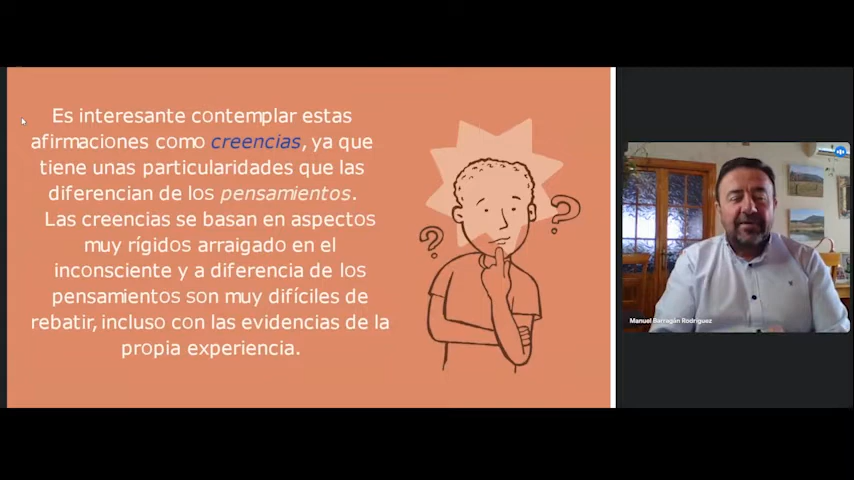 Es interesante contemplar estas
afirmaciones como creencias, ya que
tiene unas particularidades que las
diferencian de los pensamientos.
Las creencias se basan en aspectos
muy rígidos arraigado en el
inconsciente y a diferencia de los
pensamientos son muy difíciles de
rebatir, incluso con las evidencias de la
propia experiencia.
? ?
Manuel Barragán Rodríguez